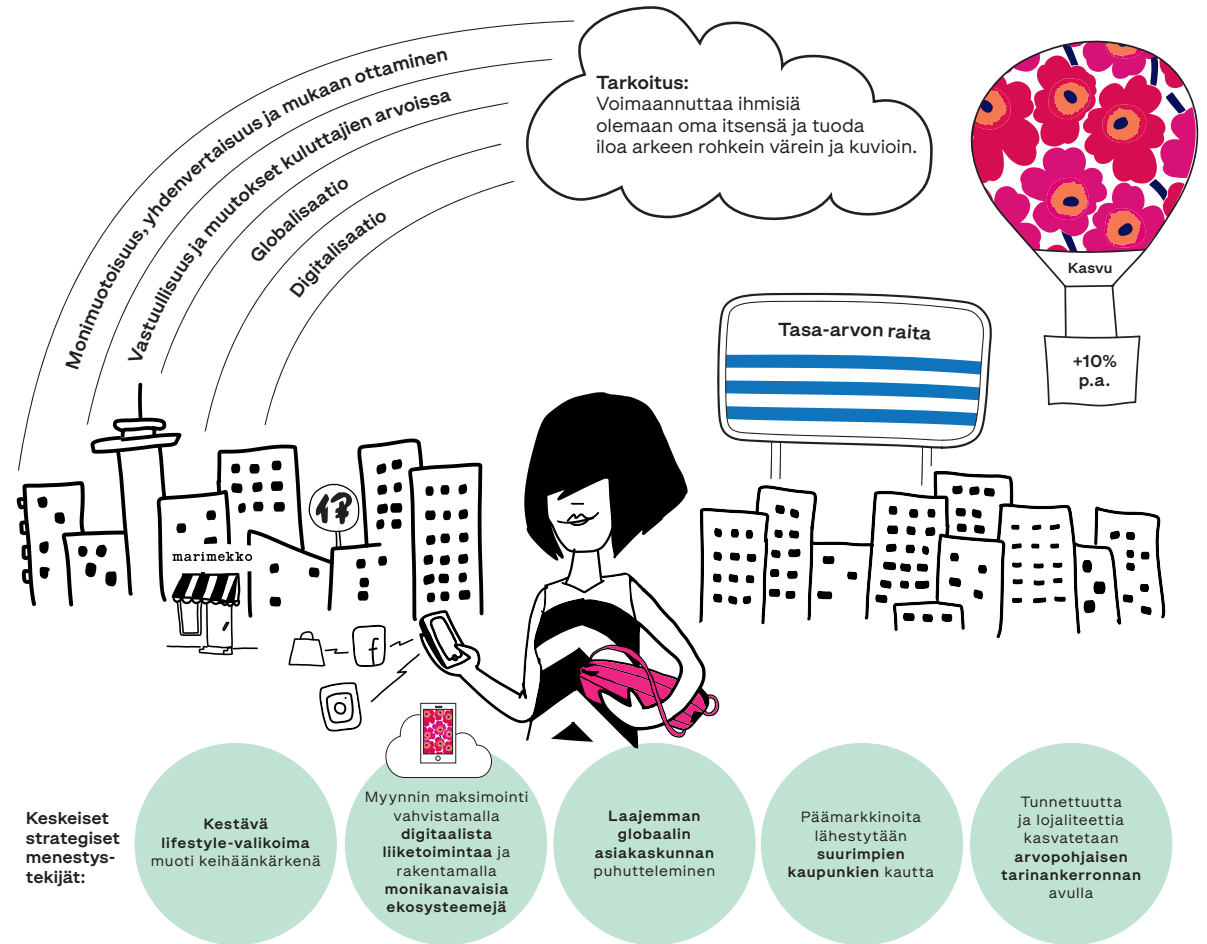 Monimuotoisuus, yhdenvertaisuus ja mukaan ottaminen
Vastuullisuus ja muutokset kuluttajien arvoissa
Globalisaatio
Digitalisaatio
Tarkoitus:
Voimaannuttaa ihmisiä
olemaan oma itsensä ja tuoda
iloa arkeen rohkein värein ja kuvioin.
Kasvu
+10%
p.a.
Tasa-arvon raita
伊
marimekko
f
Keskeiset
strategiset
menestys-
tekijät:
Kestävä
lifestyle-valikoima
muoti keihäänkärkenä
Myynnin maksimointi
vahvistamalla
digitaalista
liiketoimintaa ja
rakentamalla
monikanavaisia
ekosysteemejä
Laajemman
globaalin
asiakaskunnan
puhutteleminen
Päämarkkinoita
lähestytään
suurimpien
kaupunkien kautta
Tunnettuutta
ja lojaliteettia
kasvatetaan
arvopohjaisen
tarinankerronnan
avulla